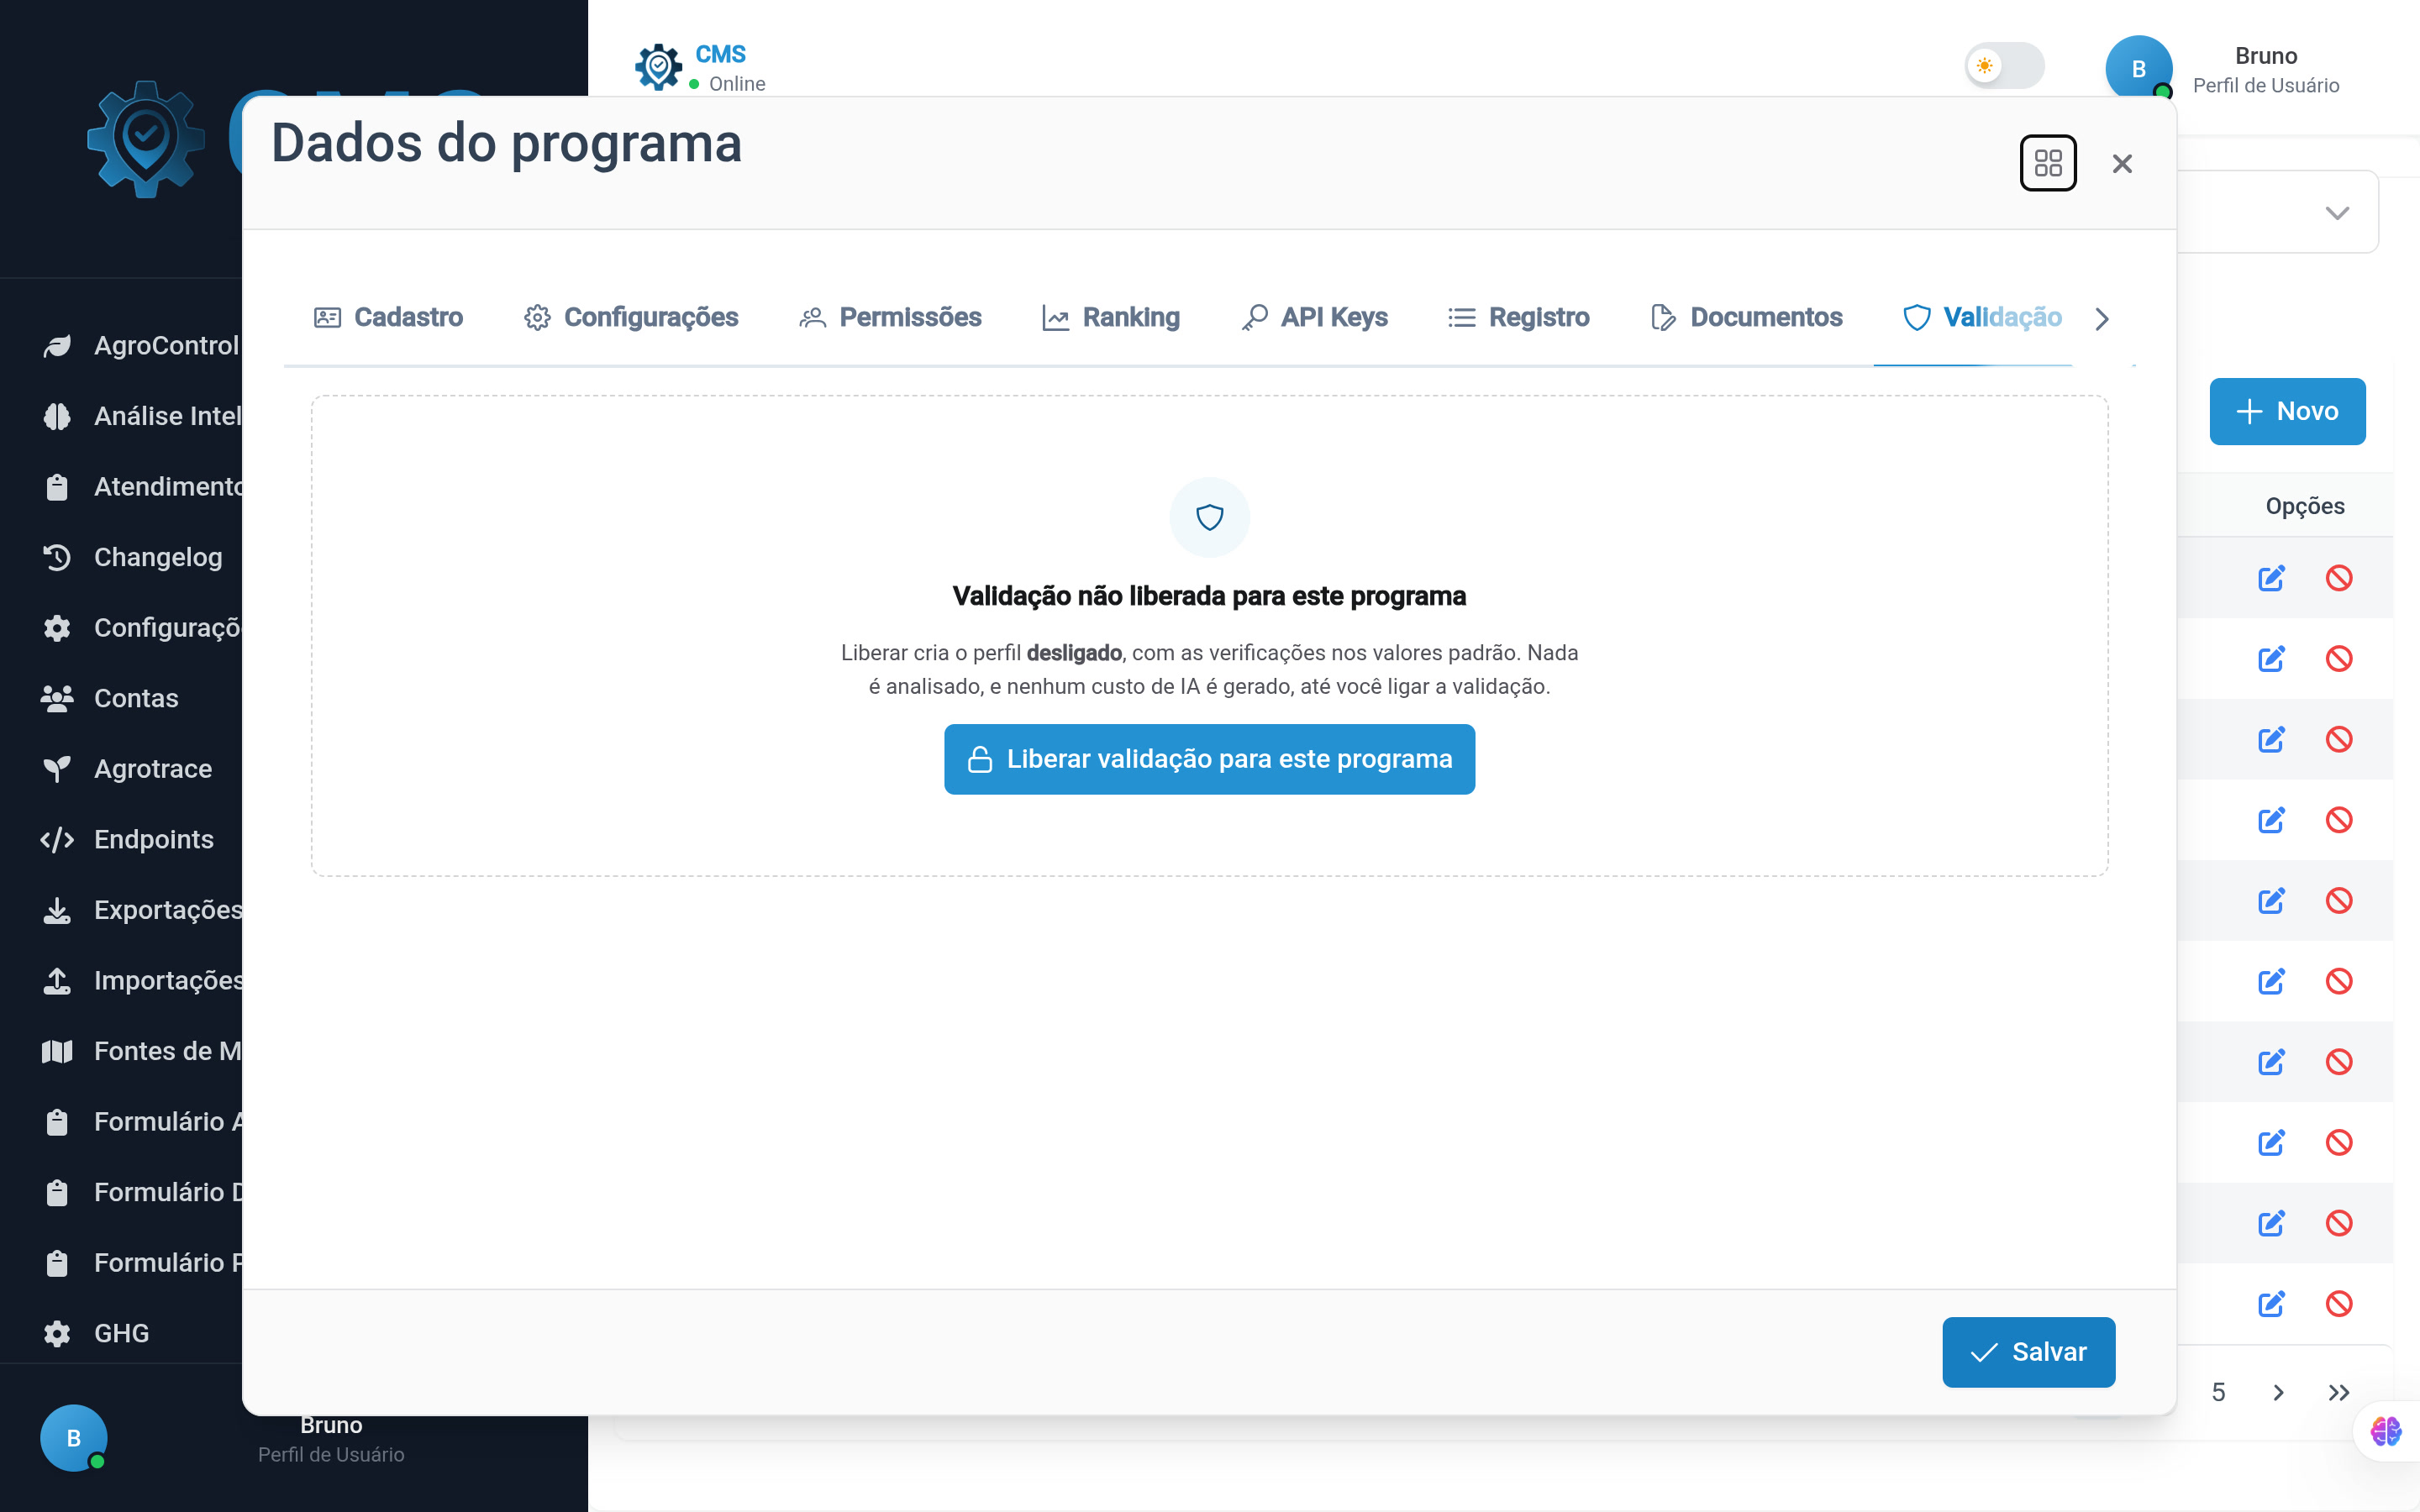 CMS
Online
Bruno
Perfil de Usuário
B
Dados do programa
Cadastro
Configurações
Permissões
Ranking
API Keys
Registro
Documentos
Validação
Validação não liberada para este programa
Liberar cria o perfil desligado, com as verificações nos valores padrão. Nada
é analisado, e nenhum custo de IA é gerado, até você ligar a validação.
Liberar validação para este programa
Salvar
Novo
Opções
5
AgroControl
Análise Intel
Atendimento
Changelog
Configuraçõ
Contas
Agrotrace
Endpoints
Exportações
Importações
Fontes de M
Formulário A
Formulário D
Formulário P
GHG
B
Bruno
Perfil de Usuário